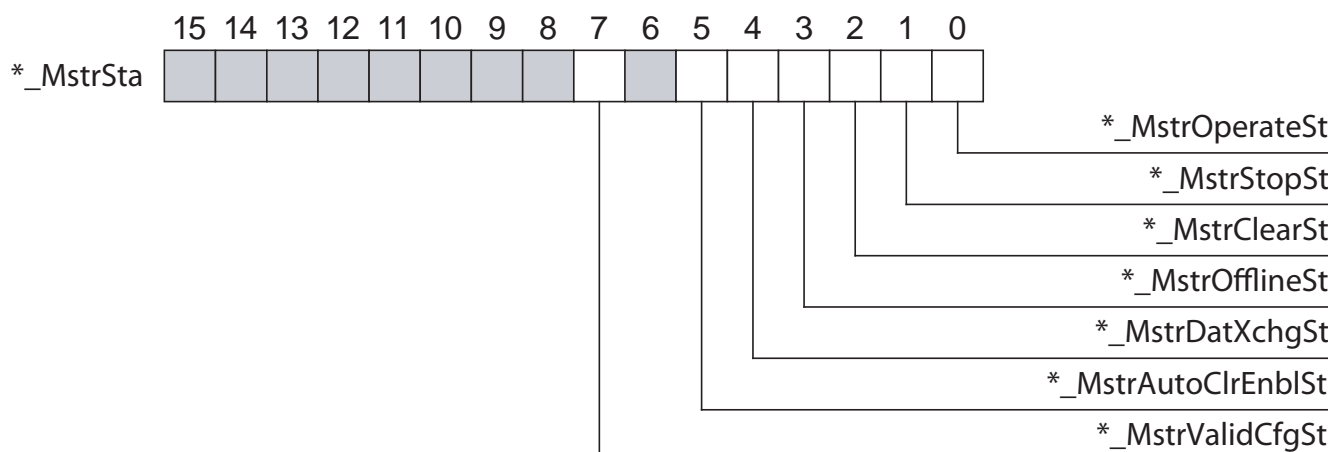 15 14 13 12 11 10 9 8 7 6 5 4 3 2 1 0
*_MstrSta
*_MstrOperateSt
*_MstrStopSt
*_MstrClearSt
*_MstrOfflineSt
*_MstrDatXchgSt
*_MstrAutoClrEnblSt
*_MstrValidCfgSt